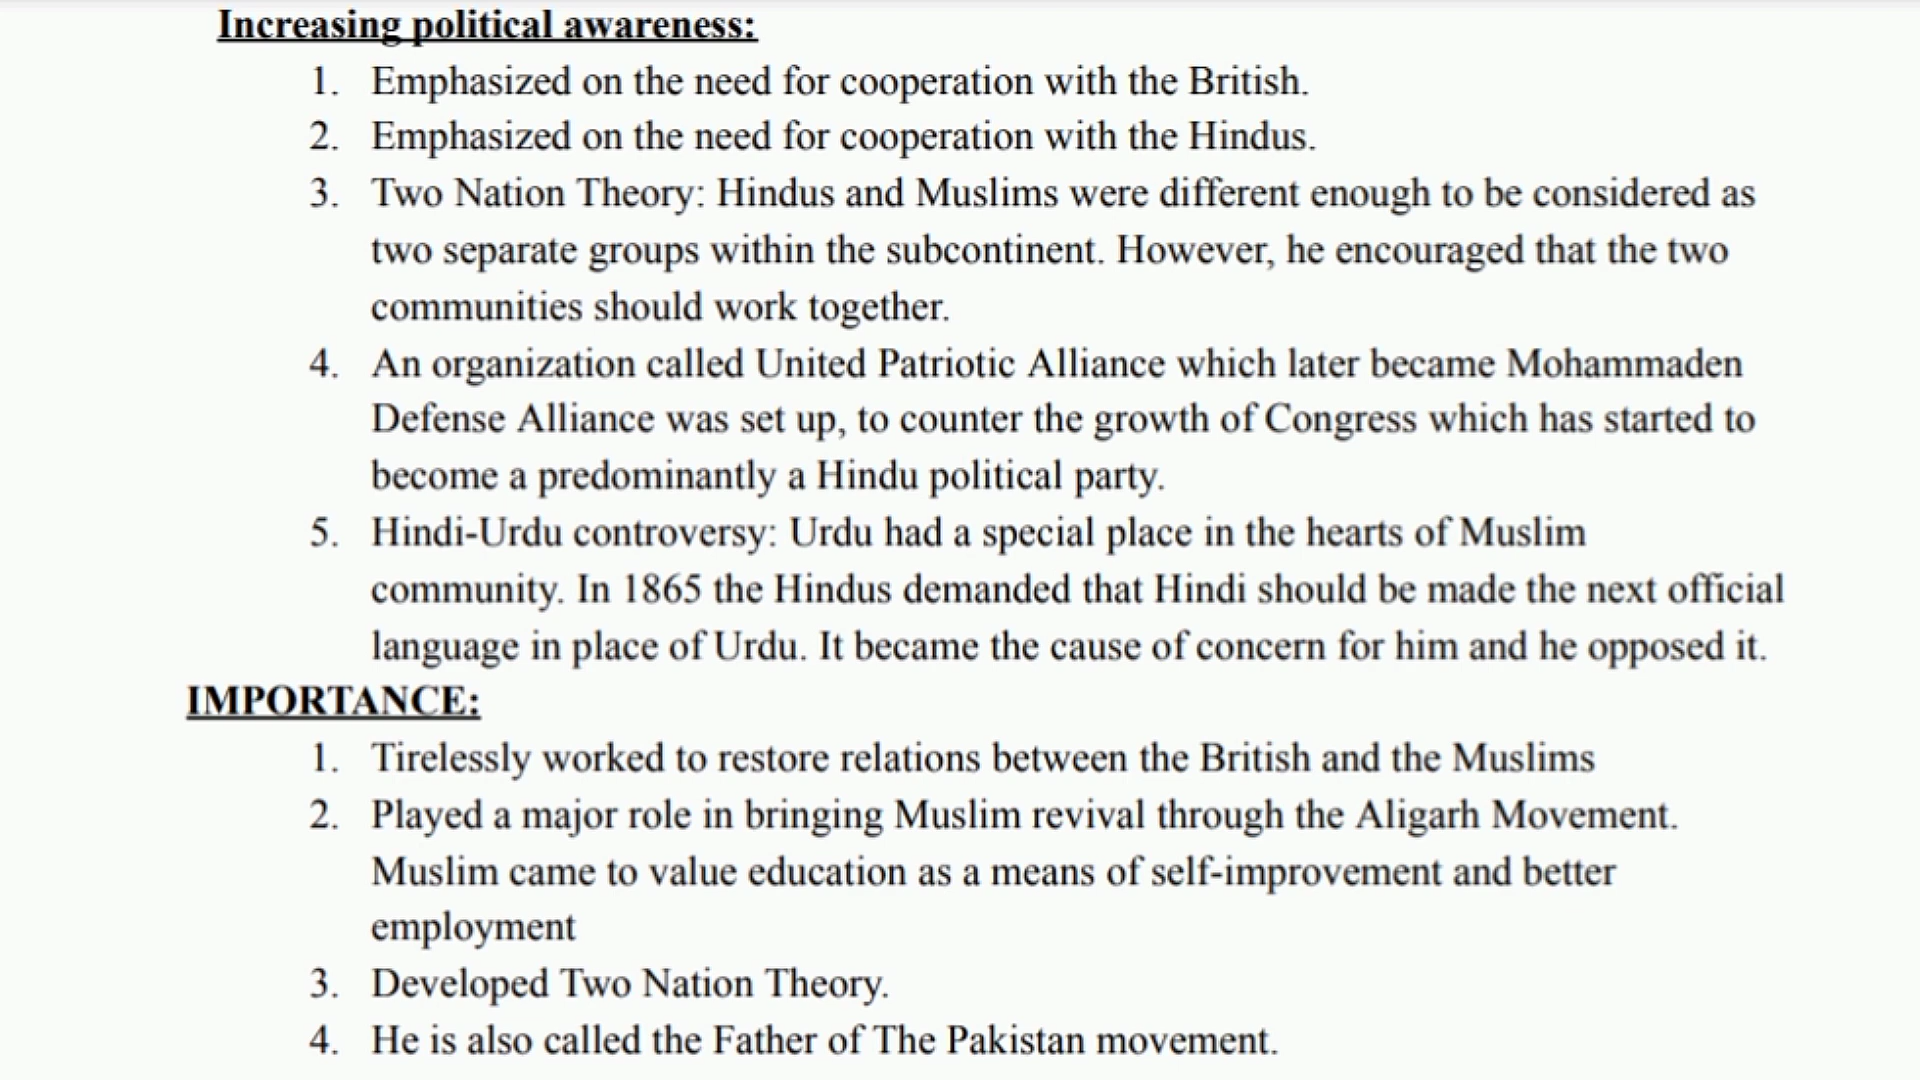 Increasing political awareness:
1. Emphasized on the need for cooperation with the British.
2. Emphasized on the need for cooperation with the Hindus.
3. Two Nation Theory: Hindus and Muslims were different enough to be considered as
two separate groups within the subcontinent. However, he encouraged that the two
communities should work together.
4. An organization called United Patriotic Alliance which later became Mohammaden
Defense Alliance was set up, to counter the growth of Congress which has started to
become a predominantly a Hindu political party.
5. Hindi-Urdu controversy: Urdu had a special place in the hearts of Muslim
community. In 1865 the Hindus demanded that Hindi should be made the next official
language in place of Urdu. It became the cause of concern for him and he opposed it.
IMPORTANCE:
1. Tirelessly worked to restore relations between the British and the Muslims
2. Played a major role in bringing Muslim revival through the Aligarh Movement.
Muslim came to value education as a means of self-improvement and better
employment
3. Developed Two Nation Theory.
4. He is also called the Father of The Pakistan movement.